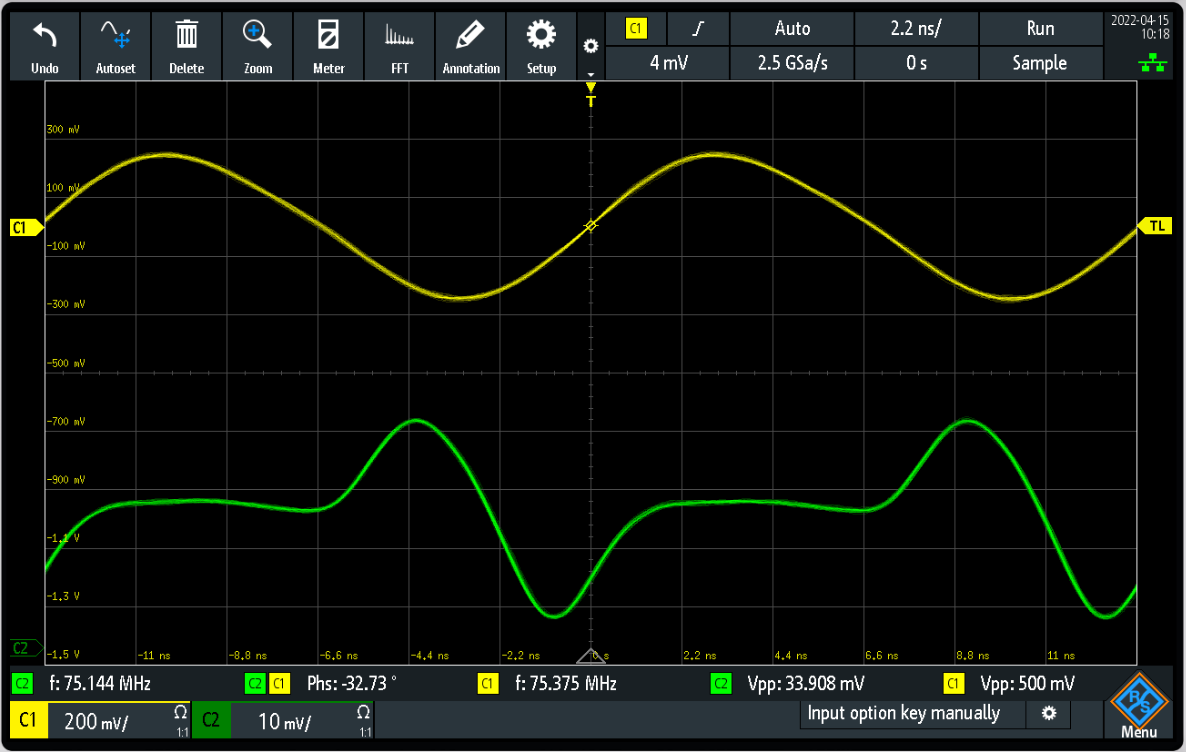 Undo
Autoset
Delete
Zoom
Meter
FFT
Annotation
Setup
C1
Auto
2.2 ns/
Run
4 mV
2.5 GSa/s
0 s
Sample
2022-04-15
10:18
T
300 mV
100 mV
C1
TL
-100 mV
-300 mV
-500 mV
-700 mV
-900 mV
-1.1 V
-1.3 V
C2
-1.5 V
-11 ns
-8.8 ns
-6.6 ns
-4.4 ns
-2.2 ns
0 s
2.2 ns
4.4 ns
6.6 ns
8.8 ns
11 ns
C2 f: 75.144 MHz
C2 C1 Phs: -32.73 °
C1 f: 75.375 MHz
C2 Vpp: 33.908 mV
C1 Vpp: 500 mV
C1 200 mV/ Ω 1:1
C2 10 mV/ Ω 1:1
Input option key manually
R&S
Menu